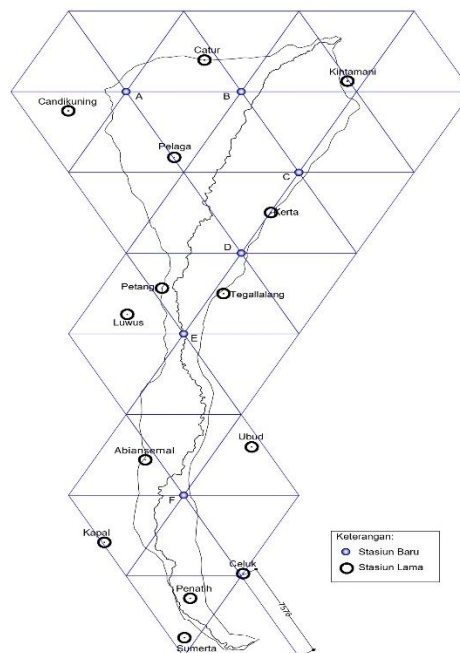 Catur
Kintamani
Candikuning
A
B
Pelaga
C
Kerta
D
Petang
Tegallalang
Luwus
E
Ubud
Abiansemal
F
Kapal
Keterangan:
Stasiun Baru
Stasiun Lama
Celuk
Penatih
7576
Sumerta